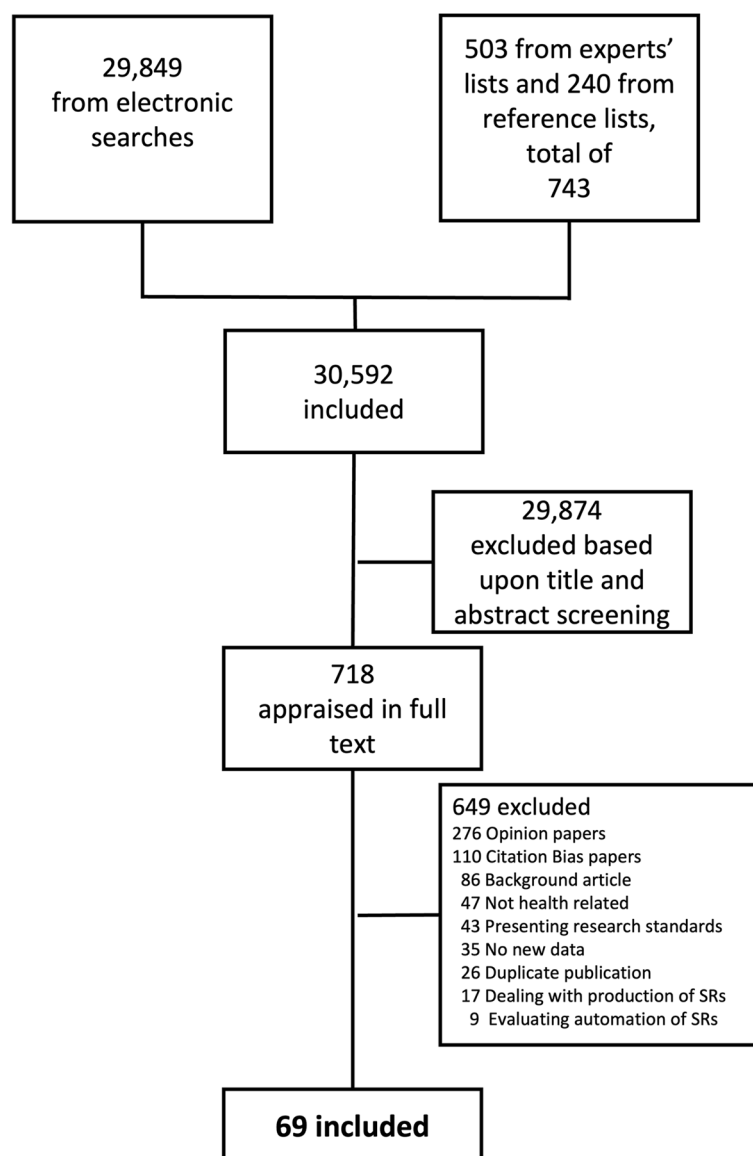 29,849
from electronic
searches
503 from experts’
lists and 240 from
reference lists,
total of
743
30,592
included
29,874
excluded based
upon title and
abstract screening
718
appraised in full
text
649 excluded
276 Opinion papers
110 Citation Bias papers
86 Background article
47 Not health related
43 Presenting research standards
35 No new data
26 Duplicate publication
17 Dealing with production of SRs
9 Evaluating automation of SRs
69 included